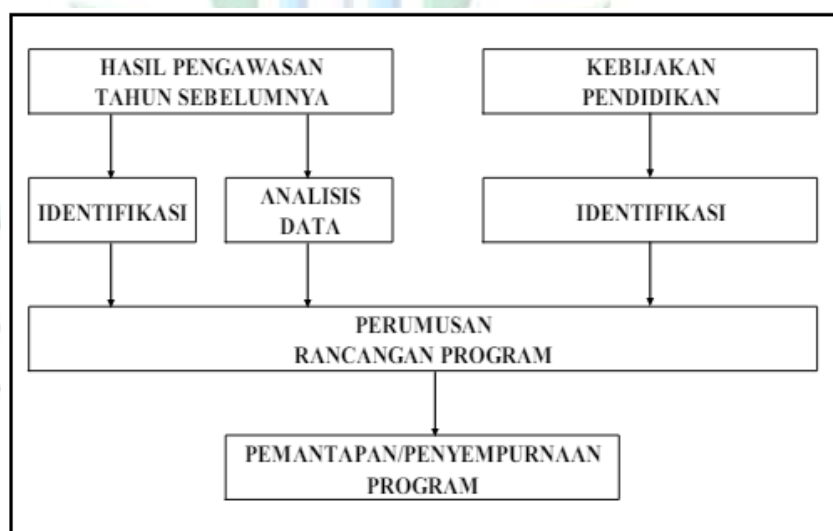 HASIL PENGAWASAN
TAHUN SEBELUMNYA
KEBIJAKAN
PENDIDIKAN
IDENTIFIKASI
ANALISIS
DATA
IDENTIFIKASI
PERUMUSAN
RANCANGAN PROGRAM
PEMANTAPAN/PENYEMPURNAAN
PROGRAM